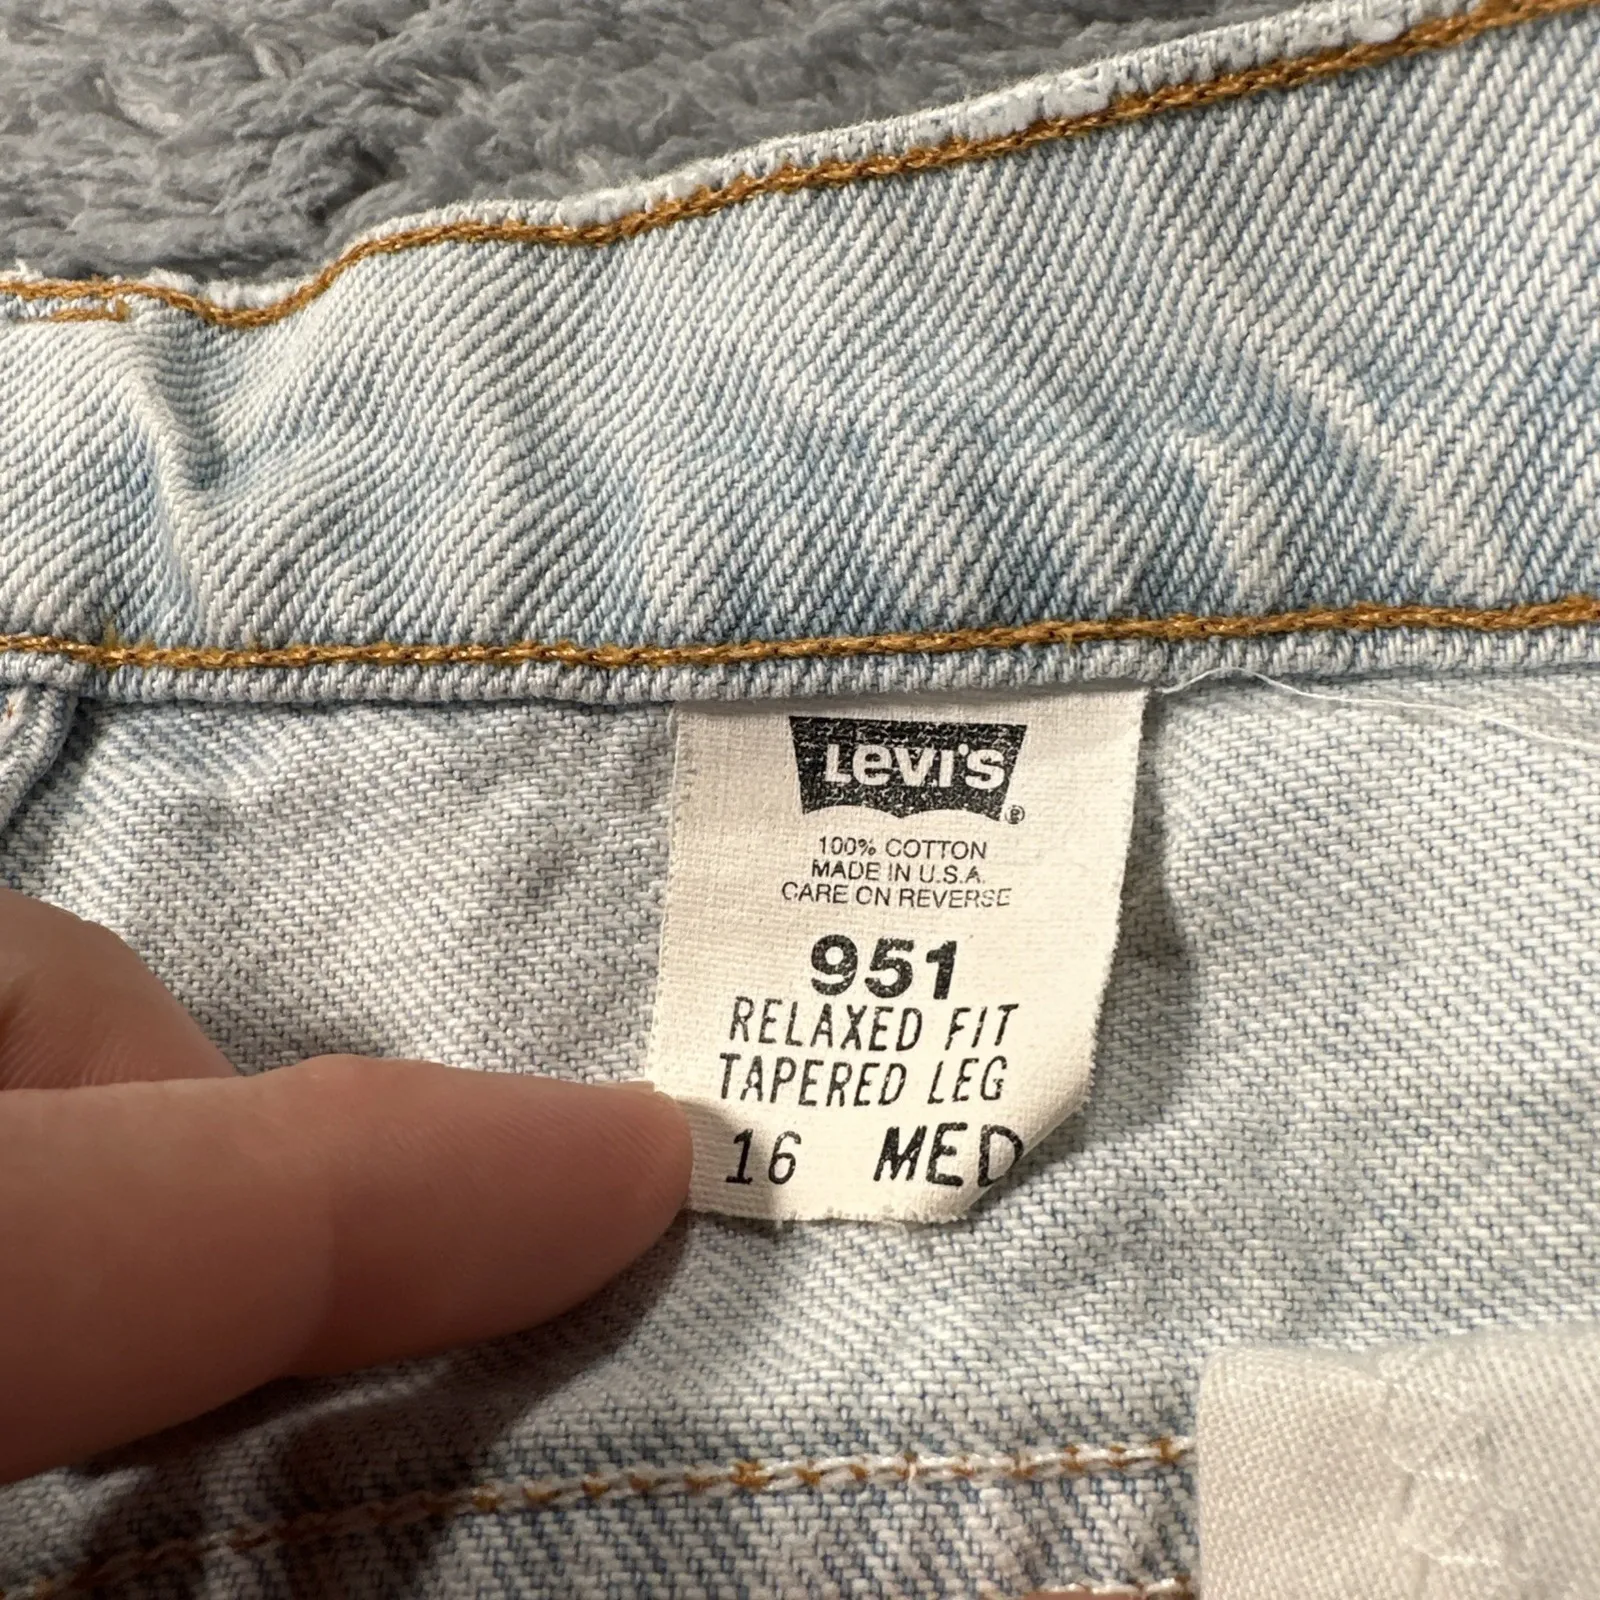 Levi's®
100% COTTON
MADE IN U.S.A.
CARE ON REVERSE
951
RELAXED FIT
TAPERED LEG
16 MED